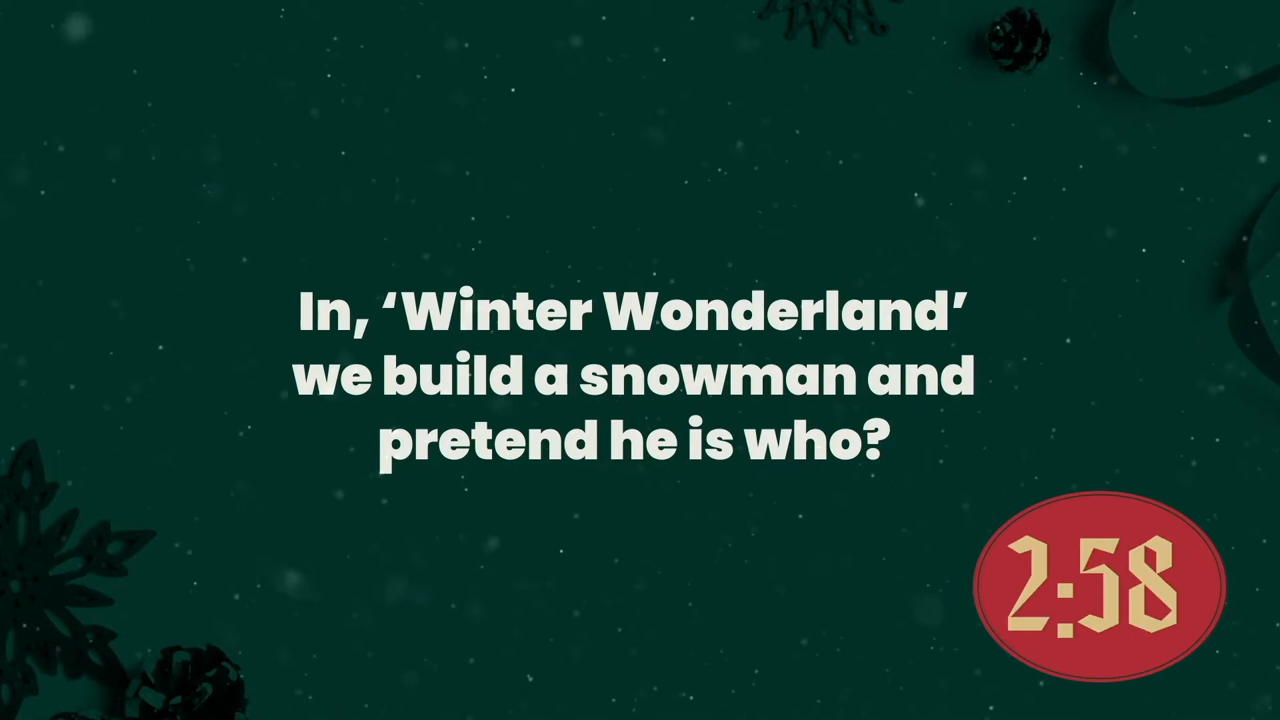 In, ‘Winter Wonderland’
we build a snowman and
pretend he is who?
2:58